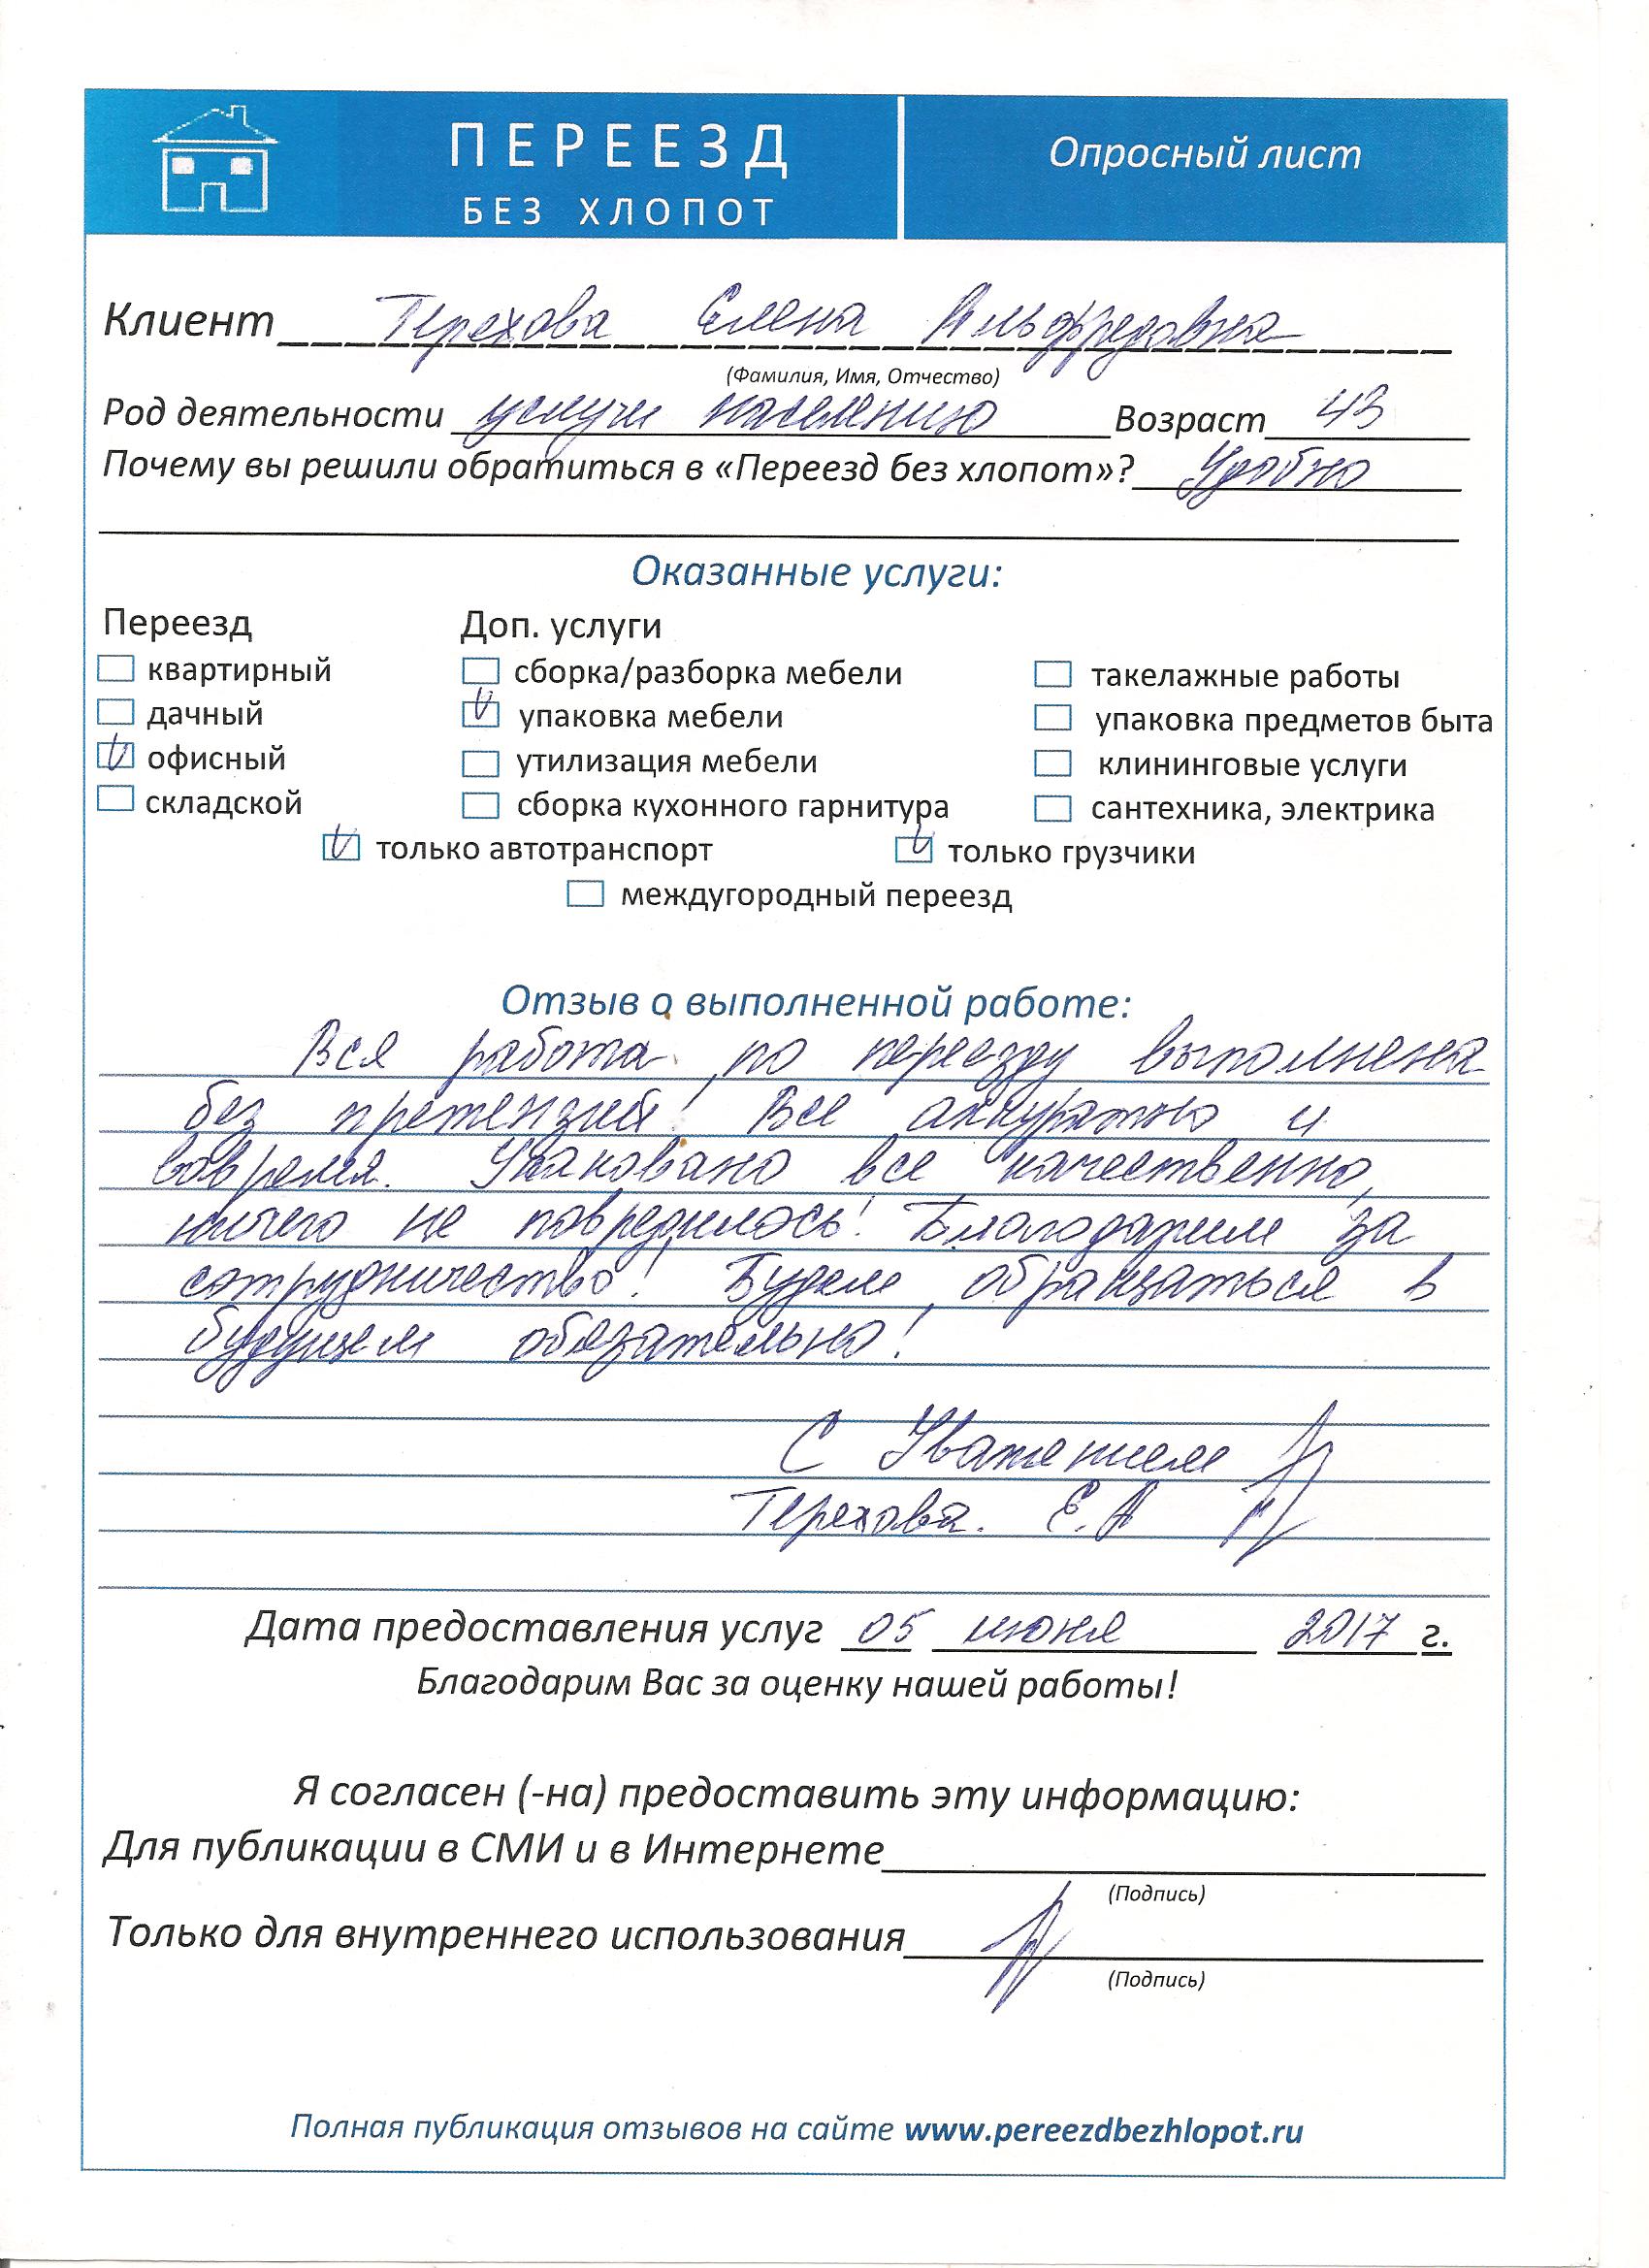 ПЕРЕЕЗД
БЕЗ ХЛОПОТ
Опросный лист
Клиент Терехова Елена Альфредовна
(Фамилия, Имя, Отчество)
Род деятельности услуги населению Возраст 43
Почему вы решили обратиться в «Переезд без хлопот»? Удобно
Оказанные услуги:
Переезд Доп. услуги
квартирный сборка/разборка мебели такелажные работы
дачный упаковка мебели упаковка предметов быта
офисный утилизация мебели клининговые услуги
складской сборка кухонного гарнитура сантехника, электрика
только автотранспорт только грузчики
междугородный переезд
Отзыв о выполненной работе:
Вся работа по переезду выполнена
без претензий! Все аккуратно и
вовремя. Упаковано все качественно,
ничего не повредилось! Благодарим за
сотрудничество! Будем обращаться в
будущем обязательно!
С Уважением
Терехова. Е.А
Дата предоставления услуг 05 июня 2017 г.
Благодарим Вас за оценку нашей работы!
Я согласен (-на) предоставить эту информацию:
Для публикации в СМИ и в Интернете
(Подпись)
Только для внутреннего использования
(Подпись)
Полная публикация отзывов на сайте www.pereezdbezhlopot.ru